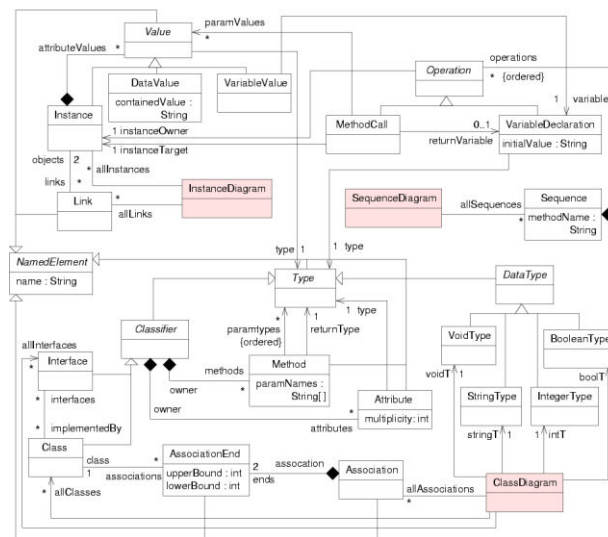 Value
paramValues
*
attributeValues
*
operations
*
{ordered}
Operation
DataValue
containedValue :
String
VariableValue
1
variable
Instance
MethodCall
0..1
returnVariable
VariableDeclaration
initialValue : String
1 instanceOwner
1 instanceTarget
objects
2
*
allInstances
links
*
InstanceDiagram
SequenceDiagram
allSequences
*
Sequence
methodName :
String
Link
*
allLinks
type
1
1
type
NamedElement
name : String
Type
DataType
Classifier
*
paramtypes
{ordered}
1
returnType
1
type
VoidType
BooleanType
allInterfaces
*
Interface
methods
*
owner
Method
paramNames :
String[ ]
voidT
1
boolT
1
*
interfaces
owner
Attribute
multiplicity: int
*
attributes
StringType
IntegerType
*
implementedBy
stringT
1
1
intT
Class
class
1
*
associations
AssociationEnd
upperBound : int
lowerBound : int
2
ends
assocation
Association
allAssociations
*
ClassDiagram
*
allClasses